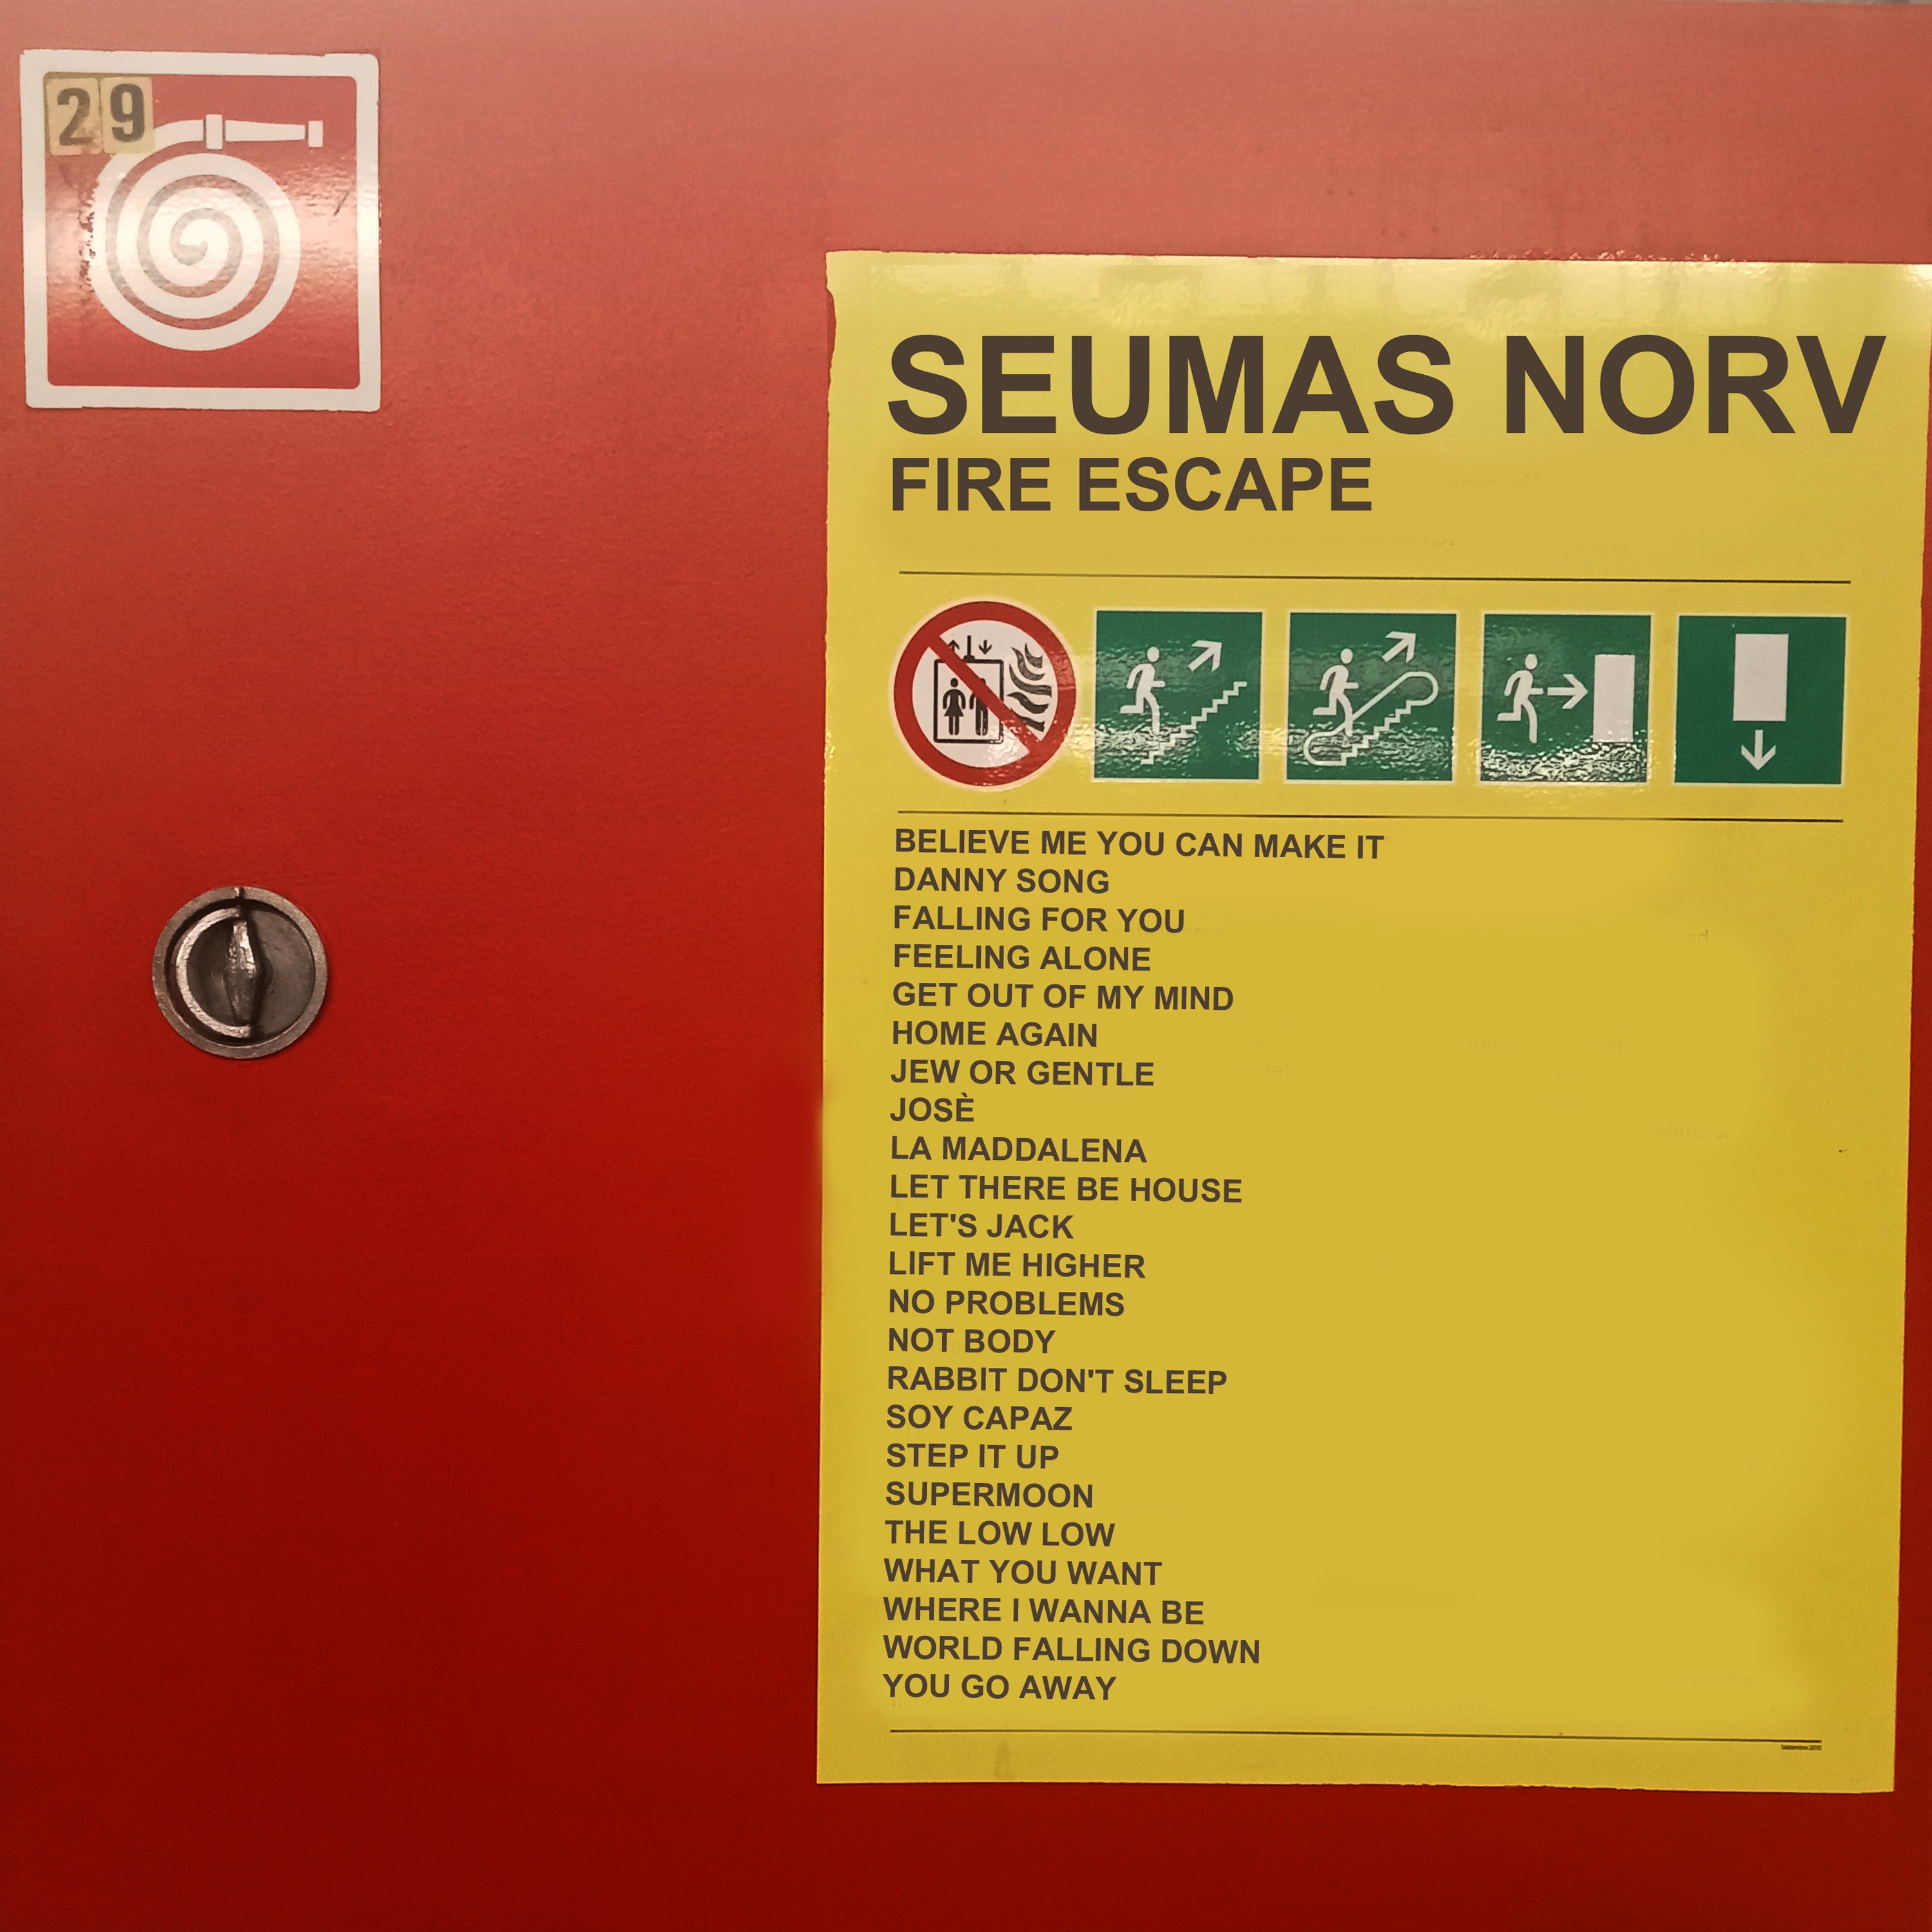 29
SEUMAS NORV
FIRE ESCAPE
BELIEVE ME YOU CAN MAKE IT
DANNY SONG
FALLING FOR YOU
FEELING ALONE
GET OUT OF MY MIND
HOME AGAIN
JEW OR GENTLE
JOSÈ
LA MADDALENA
LET THERE BE HOUSE
LET'S JACK
LIFT ME HIGHER
NO PROBLEMS
NOT BODY
RABBIT DON'T SLEEP
SOY CAPAZ
STEP IT UP
SUPERMOON
THE LOW LOW
WHAT YOU WANT
WHERE I WANNA BE
WORLD FALLING DOWN
YOU GO AWAY